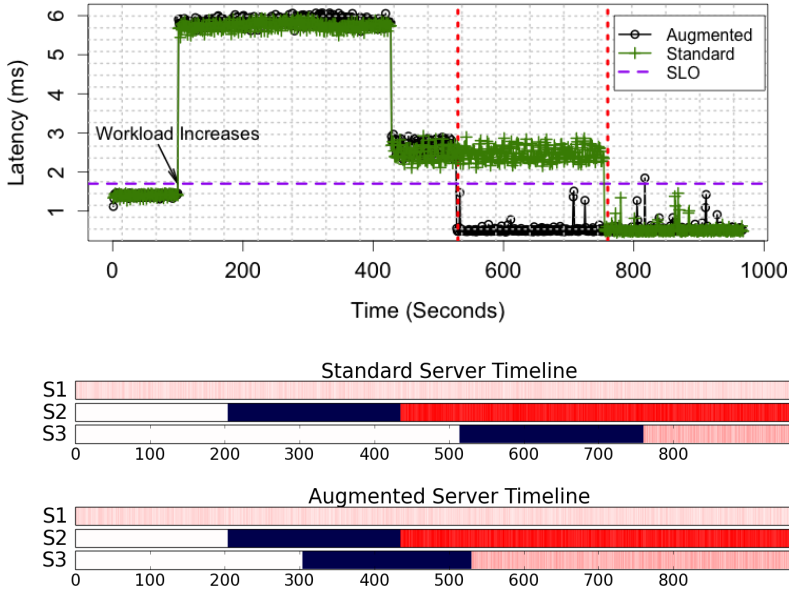 6
5
4
3
2
1
Latency (ms)
Workload Increases
Augmented
Standard
SLO
0 200 400 600 800 1000
Time (Seconds)
Standard Server Timeline
S1
S2
S3
0 100 200 300 400 500 600 700 800
Augmented Server Timeline
S1
S2
S3
0 100 200 300 400 500 600 700 800